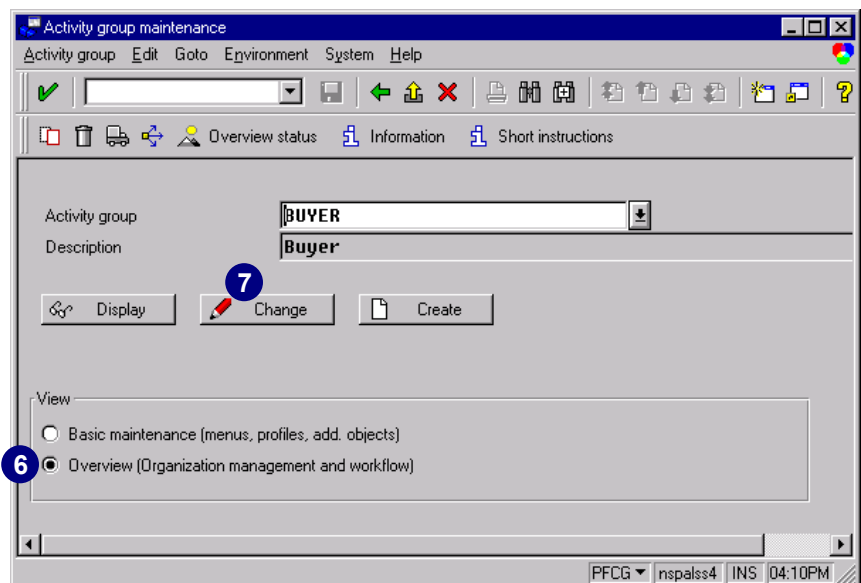 Activity group maintenance
Activity group Edit Goto Environment System Help
Overview status Information Short instructions
Activity group BUYER
Description Buyer
7
Display Change Create
View
Basic maintenance (menus, profiles, add. objects)
6 Overview (Organization management and workflow)
PFCG nspalss4 INS 04:10PM